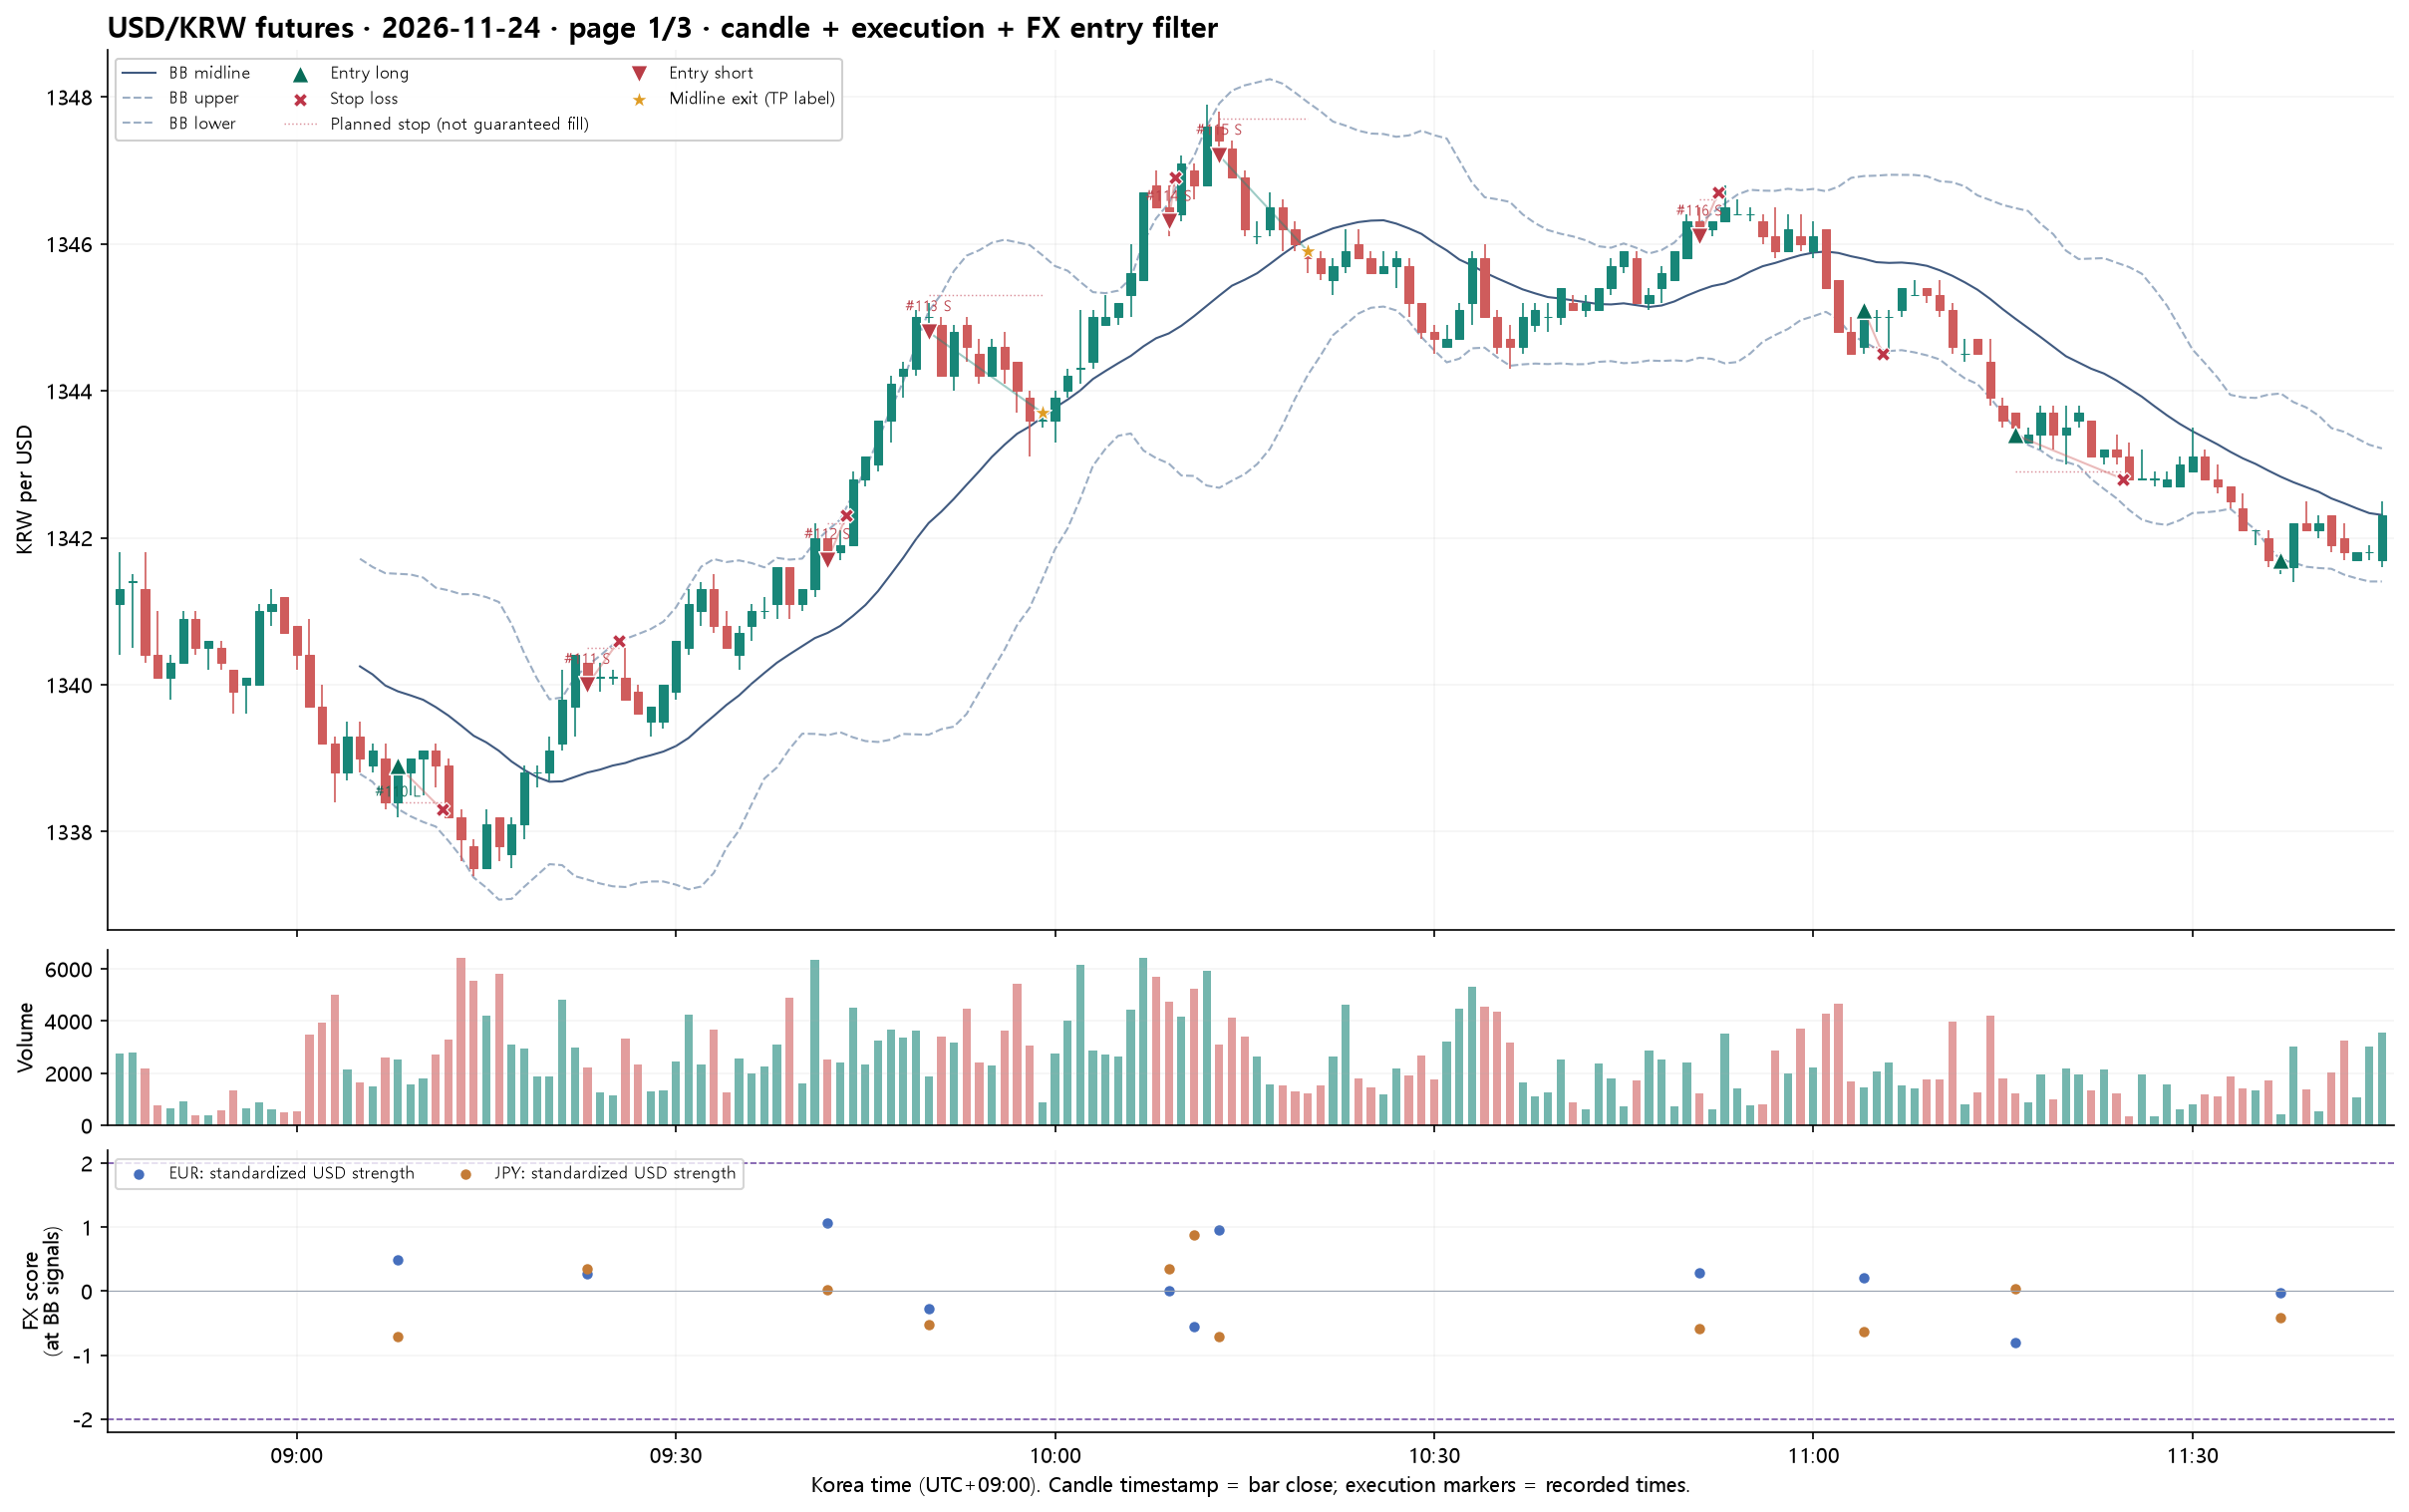 USD/KRW futures · 2026-11-24 · page 1/3 · candle + execution + FX entry filter
BB midline
BB upper
BB lower
Entry long
Stop loss
Planned stop (not guaranteed fill)
Entry short
Midline exit (TP label)
KRW per USD
1348
1346
1344
1342
1340
1338
#110 L
#111 S
#112 S
#113 S
#114 S
#115 S
#116 S
Volume
6000
4000
2000
0
EUR: standardized USD strength
JPY: standardized USD strength
FX score
(at BB signals)
2
1
0
-1
-2
09:00
09:30
10:00
10:30
11:00
11:30
Korea time (UTC+09:00). Candle timestamp = bar close; execution markers = recorded times.